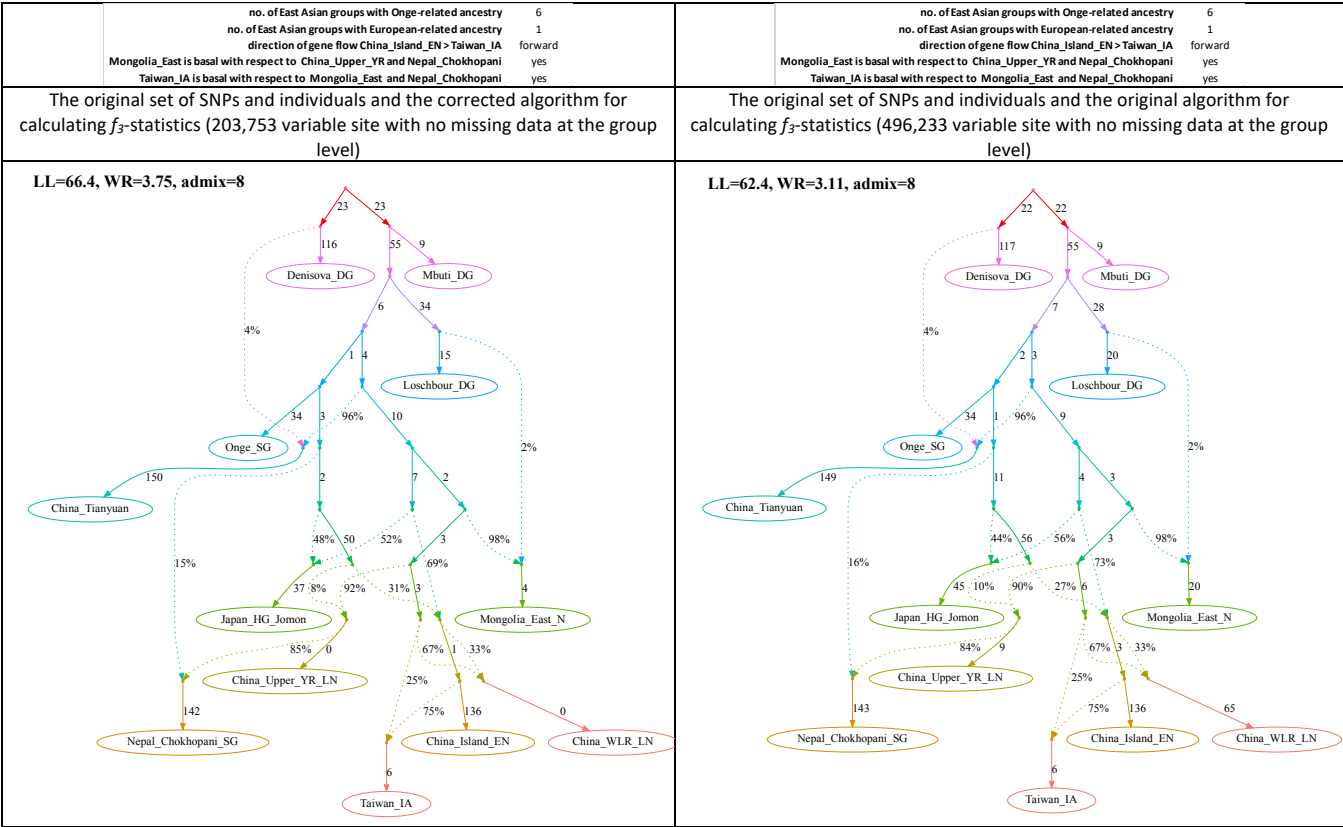 no. of East Asian groups with Onge-related ancestry 6
no. of East Asian groups with European-related ancestry 1
direction of gene flow China_Island_EN > Taiwan_IA forward
Mongolia_East is basal with respect to China_Upper_YR and Nepal_Chokhopani yes
Taiwan_IA is basal with respect to Mongolia_East and Nepal_Chokhopani yes
The original set of SNPs and individuals and the corrected algorithm for
calculating f3-statistics (203,753 variable site with no missing data at the group
level)
LL=66.4, WR=3.75, admix=8
23 23
116 55 9
Denisova_DG Mbuti_DG
6 34
4%
1 4 15
Loschbour_DG
34 3 96% 10
Onge_SG 2%
150 7 2
2
China_Tianyuan
48% 50 52% 3 98%
15% 69%
37 8% 92% 31% 3 4
Japan_HG_Jomon Mongolia_East_N
85% 0 67% 1 33%
China_Upper_YR_LN 25%
142 75% 136 0
Nepal_Chokhopani_SG China_Island_EN China_WLR_LN
6
Taiwan_IA
no. of East Asian groups with Onge-related ancestry 6
no. of East Asian groups with European-related ancestry 1
direction of gene flow China_Island_EN > Taiwan_IA forward
Mongolia_East is basal with respect to China_Upper_YR and Nepal_Chokhopani yes
Taiwan_IA is basal with respect to Mongolia_East and Nepal_Chokhopani yes
The original set of SNPs and individuals and the original algorithm for
calculating f3-statistics (496,233 variable site with no missing data at the group
level)
LL=62.4, WR=3.11, admix=8
22 22
117 55 9
Denisova_DG Mbuti_DG
7 28
4%
2 3 20
Loschbour_DG
34 1 96% 9
Onge_SG 2%
149 11 4 3
China_Tianyuan
44% 56 56% 3 98%
16% 73%
45 10% 90% 27% 6 20
Japan_HG_Jomon Mongolia_East_N
84% 9 67% 3 33%
China_Upper_YR_LN 25%
143 75% 136 65
Nepal_Chokhopani_SG China_Island_EN China_WLR_LN
6
Taiwan_IA